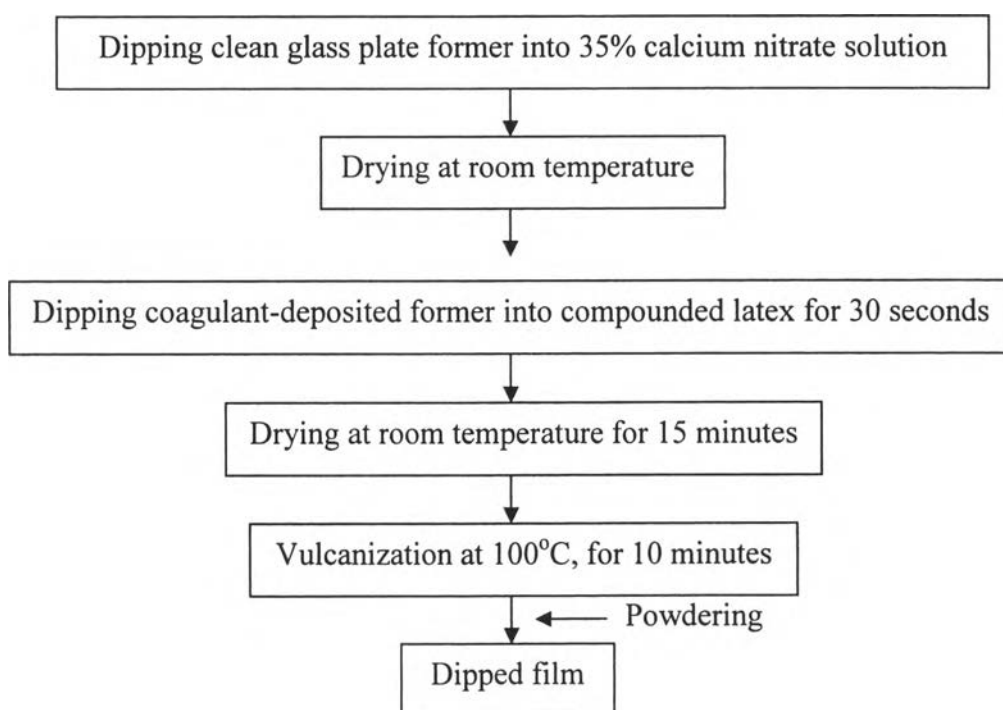 Dipping clean glass plate former into 35% calcium nitrate solution
Drying at room temperature
Dipping coagulant-deposited former into compounded latex for 30 seconds
Drying at room temperature for 15 minutes
Vulcanization at 100°C, for 10 minutes
Powdering
Dipped film